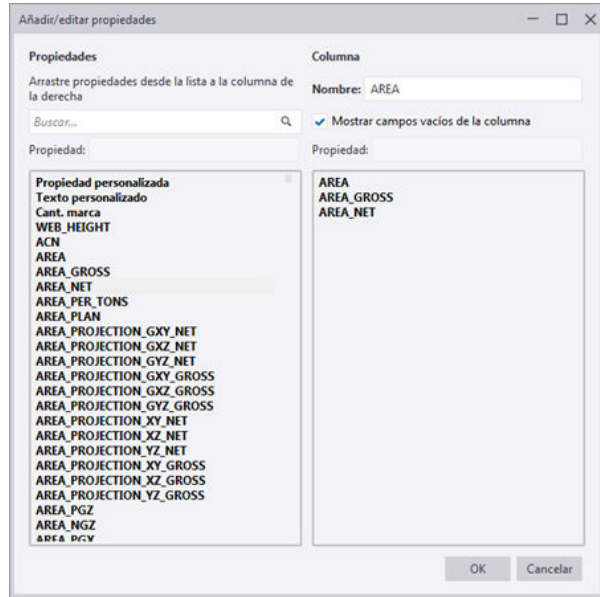 Añadir/editar propiedades
Propiedades
Arrastre propiedades desde la lista a la columna de
la derecha
Buscar...
Propiedad:
Propiedad personalizada
Texto personalizado
Cant. marca
WEB_HEIGHT
ACN
AREA
AREA_GROSS
AREA_NET
AREA_PER_TONS
AREA_PLAN
AREA_PROJECTION_GXY_NET
AREA_PROJECTION_GXZ_NET
AREA_PROJECTION_GYZ_NET
AREA_PROJECTION_GXY_GROSS
AREA_PROJECTION_GXZ_GROSS
AREA_PROJECTION_GYZ_GROSS
AREA_PROJECTION_XY_NET
AREA_PROJECTION_XZ_NET
AREA_PROJECTION_YZ_NET
AREA_PROJECTION_XY_GROSS
AREA_PROJECTION_XZ_GROSS
AREA_PROJECTION_YZ_GROSS
AREA_PGZ
AREA_NGZ
AREA_PGX
Columna
Nombre: AREA
Mostrar campos vacíos de la columna
Propiedad:
AREA
AREA_GROSS
AREA_NET
OK
Cancelar